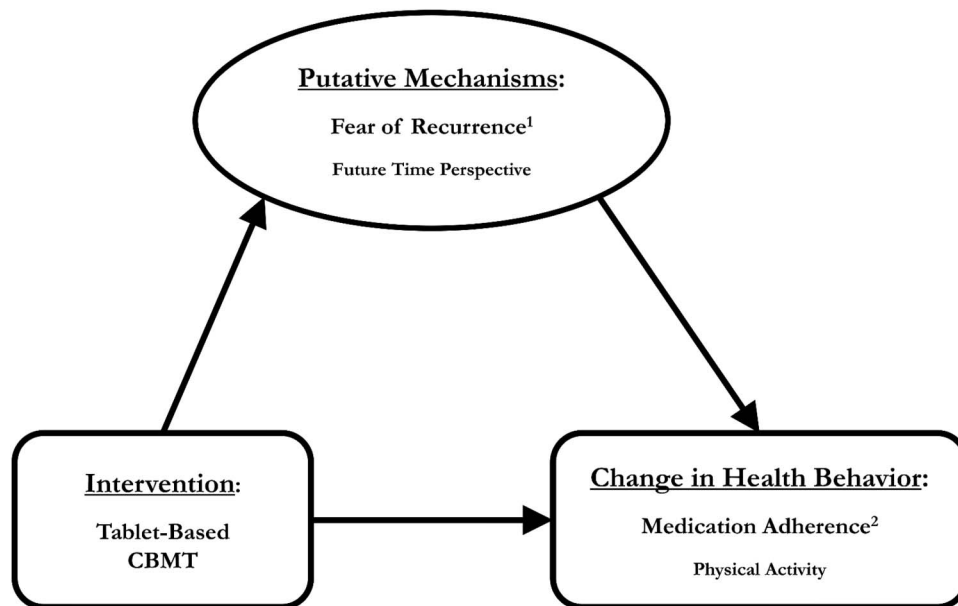 Putative Mechanisms:
Fear of Recurrence¹
Future Time Perspective
Intervention:
Tablet-Based
CBMT
Change in Health Behavior:
Medication Adherence²
Physical Activity